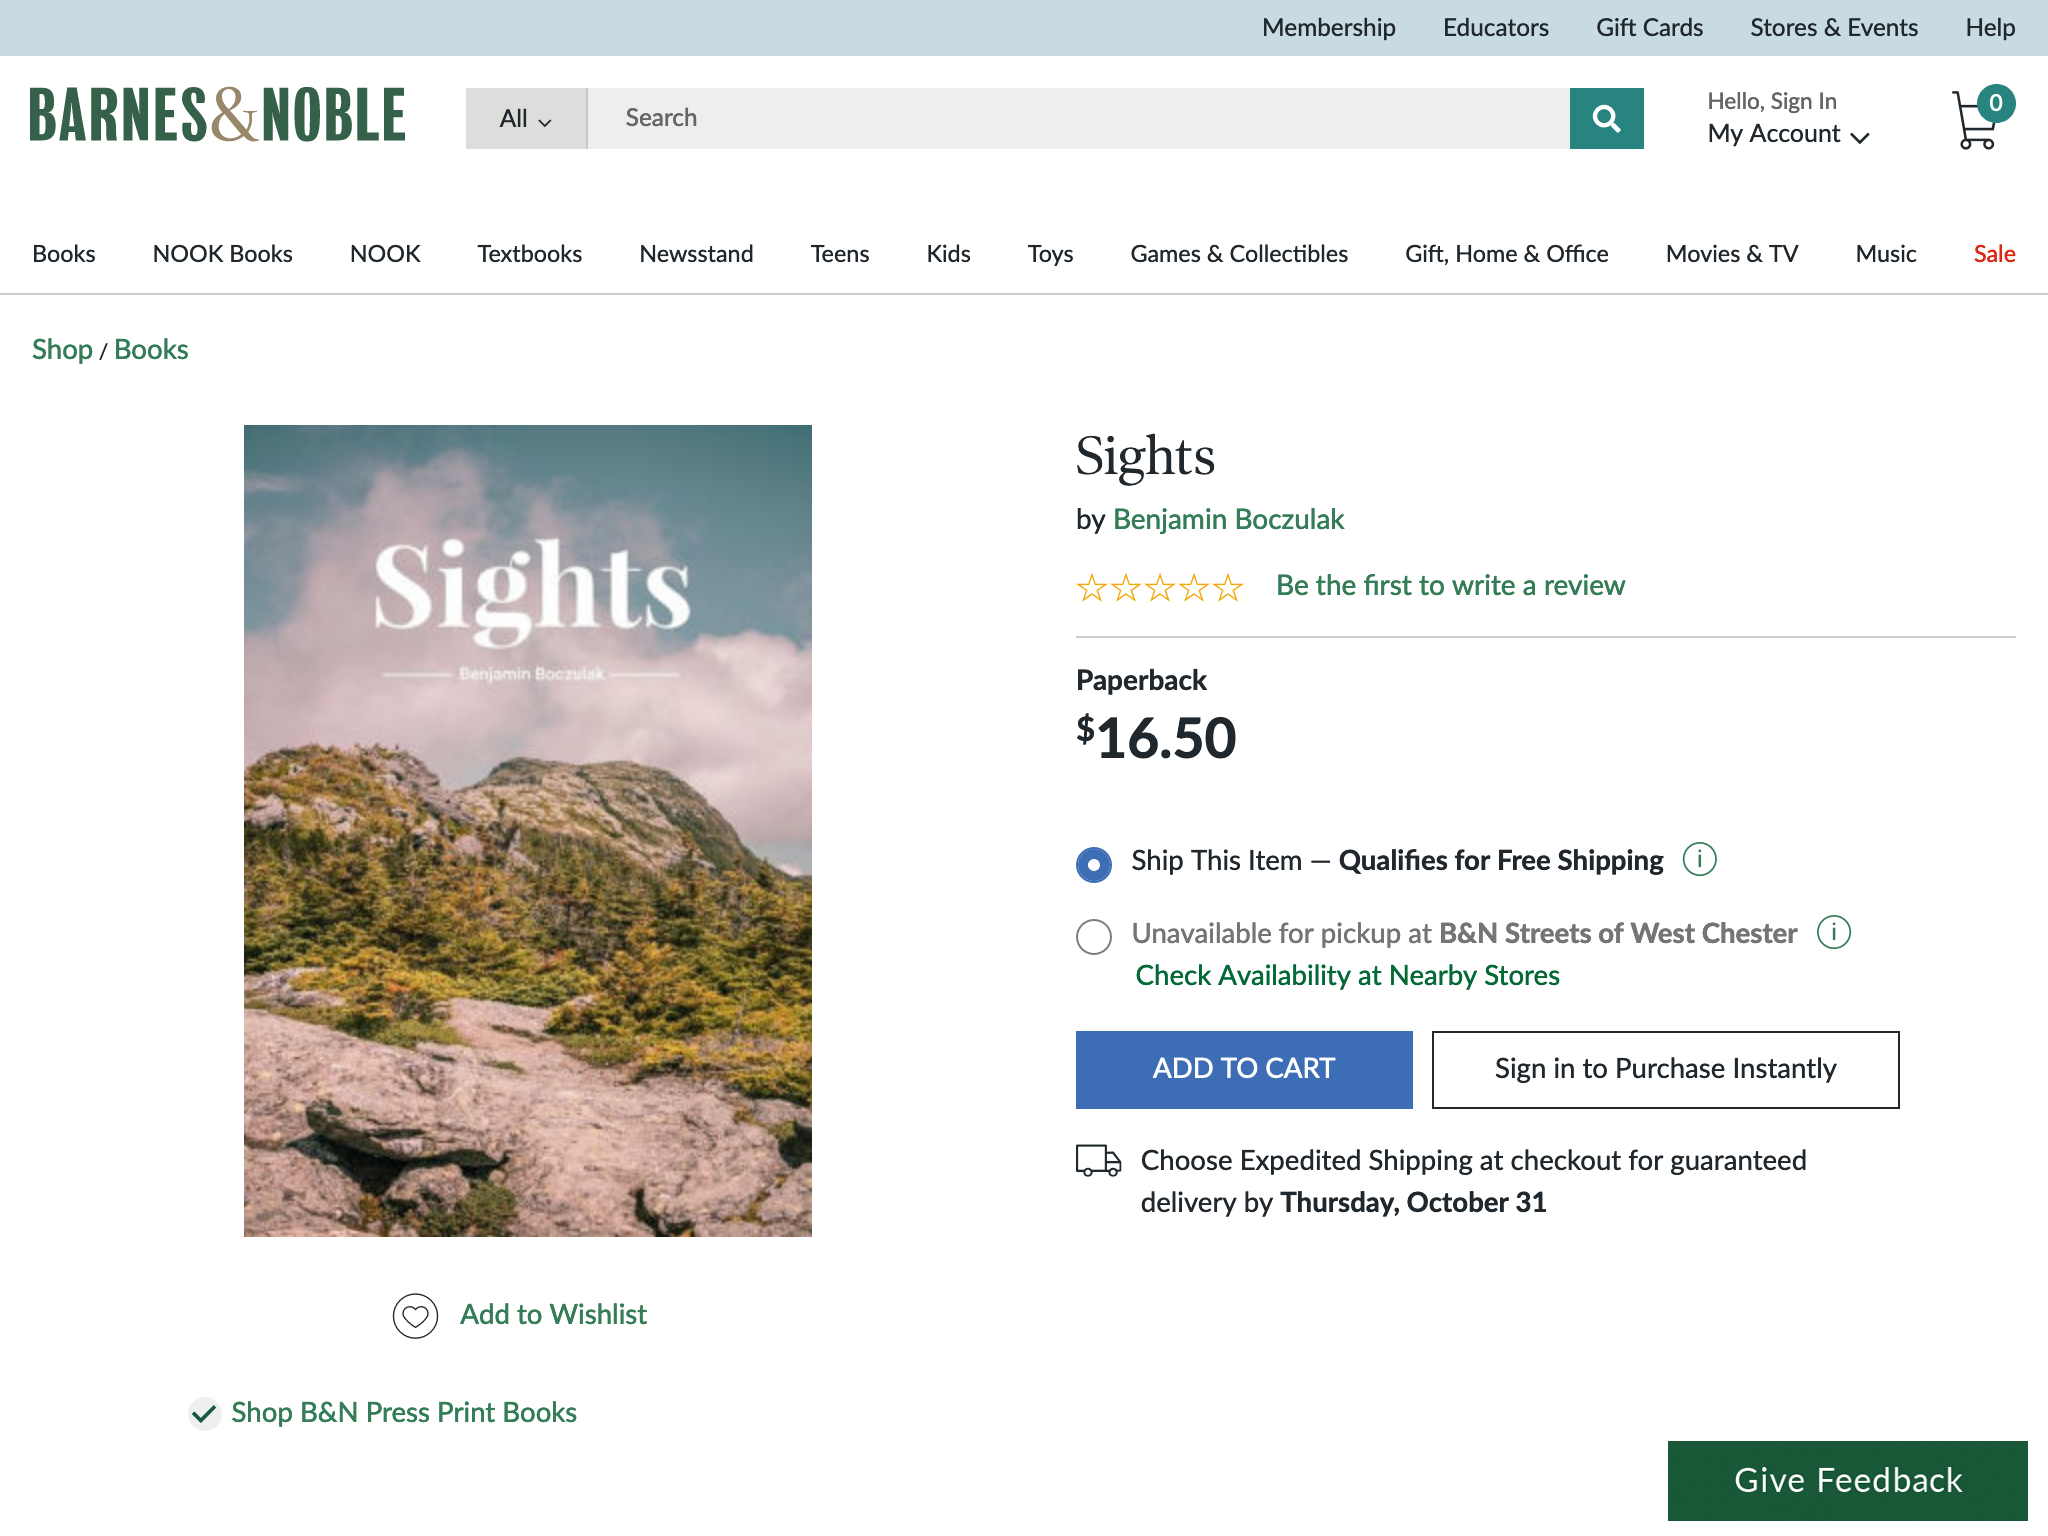 Membership Educators Gift Cards Stores & Events Help
BARNES&NOBLE
All
Search
Hello, Sign In
My Account
0
Books NOOK Books NOOK Textbooks Newsstand Teens Kids Toys Games & Collectibles Gift, Home & Office Movies & TV Music Sale
Shop / Books
Sights
Benjamin Boczulak
Add to Wishlist
Shop B&N Press Print Books
Sights
by Benjamin Boczulak
Be the first to write a review
Paperback
$16.50
Ship This Item — Qualifies for Free Shipping i
Unavailable for pickup at B&N Streets of West Chester i
Check Availability at Nearby Stores
ADD TO CART
Sign in to Purchase Instantly
Choose Expedited Shipping at checkout for guaranteed
delivery by Thursday, October 31
Give Feedback